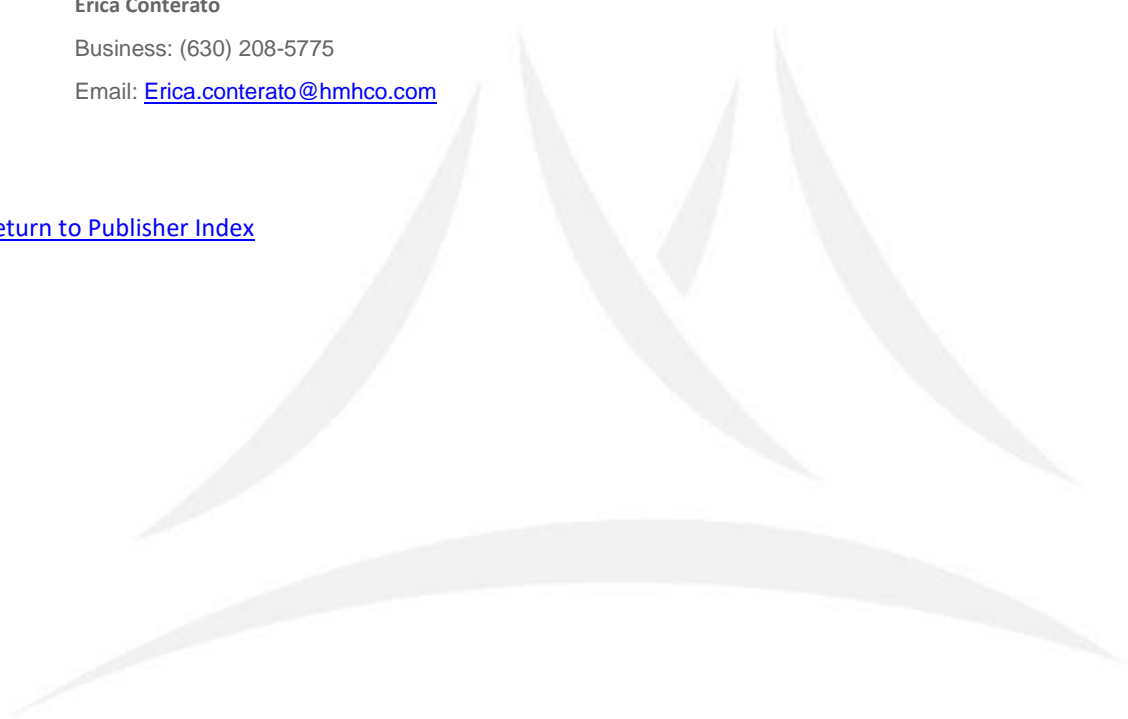 Erica Conterato
Business: (630) 208-5775
Email: Erica.conterato@hmhco.com
eturn to Publisher Index